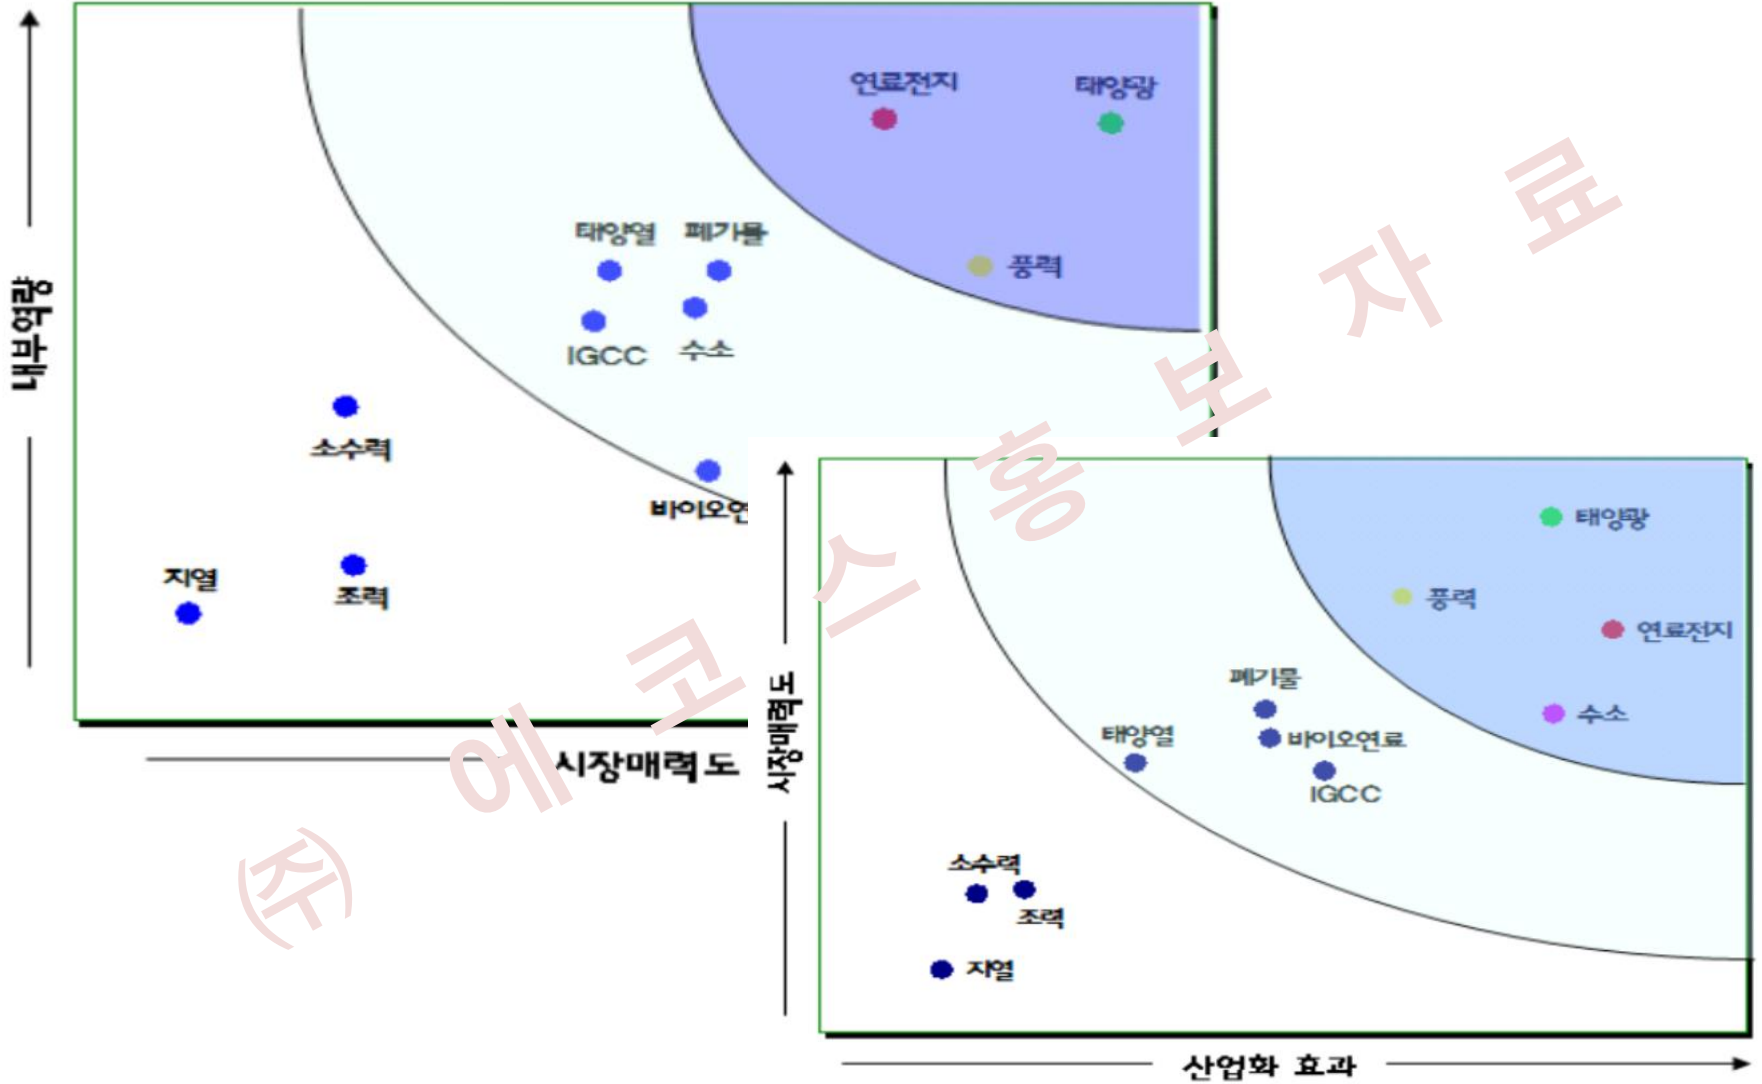 연료전지
태양광
태양열
폐기물
풍력
IGCC
수소
소수력
바이오연
지열
조력
내부역량
시장매력도
태양광
풍력
연료전지
수소
폐기물
태양열
바이오연료
IGCC
소수력
조력
지열
시장매력도
산업화 효과
㈜ 에코스 홍보자료